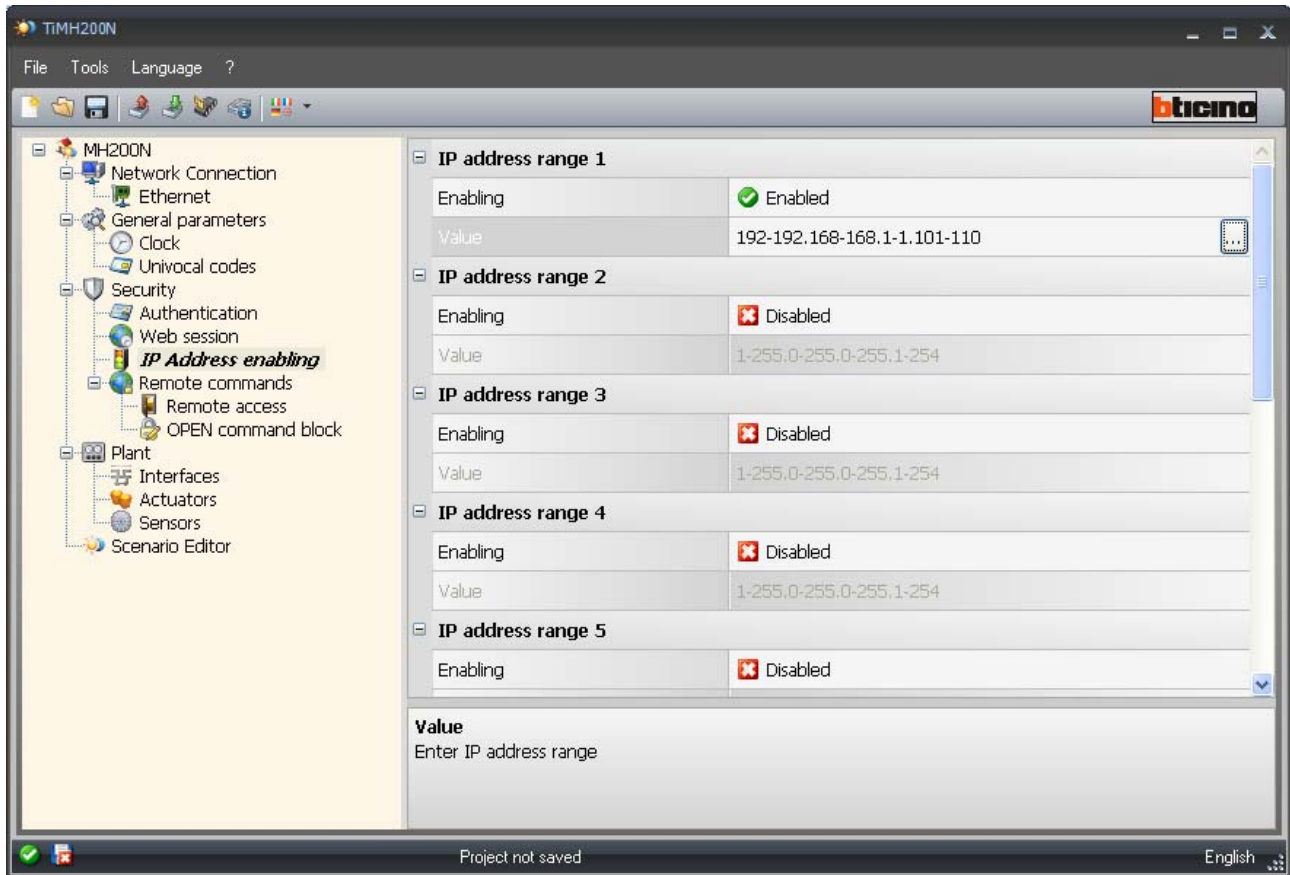 TiMH200N
File Tools Language ?
bticino
MH200N
Network Connection
Ethernet
General parameters
Clock
Univocal codes
Security
Authentication
Web session
IP Address enabling
Remote commands
Remote access
OPEN command block
Plant
Interfaces
Actuators
Sensors
Scenario Editor
IP address range 1
Enabling Enabled
Value 192-192.168-168.1-1.101-110 ...
IP address range 2
Enabling Disabled
Value 1-255.0-255.0-255.1-254
IP address range 3
Enabling Disabled
Value 1-255.0-255.0-255.1-254
IP address range 4
Enabling Disabled
Value 1-255.0-255.0-255.1-254
IP address range 5
Enabling Disabled
Value
Enter IP address range
Project not saved
English